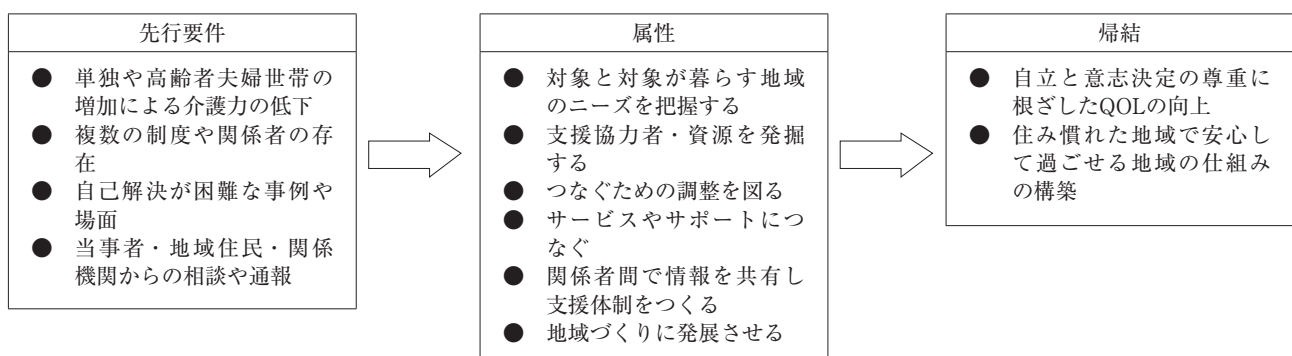 先行要件
● 単独や高齢者夫婦世帯の
増加による介護力の低下
● 複数の制度や関係者の存
在
● 自己解決が困難な事例や
場面
● 当事者・地域住民・関係
機関からの相談や通報
属性
● 対象と対象が暮らす地域
のニーズを把握する
● 支援協力者・資源を発掘
する
● つなぐための調整を図る
● サービスやサポートにつ
なぐ
● 関係者間で情報を共有し
支援体制をつくる
● 地域づくりに発展させる
帰結
● 自立と意志決定の尊重に
根ざしたQOLの向上
● 住み慣れた地域で安心し
て過ごせる地域の仕組み
の構築